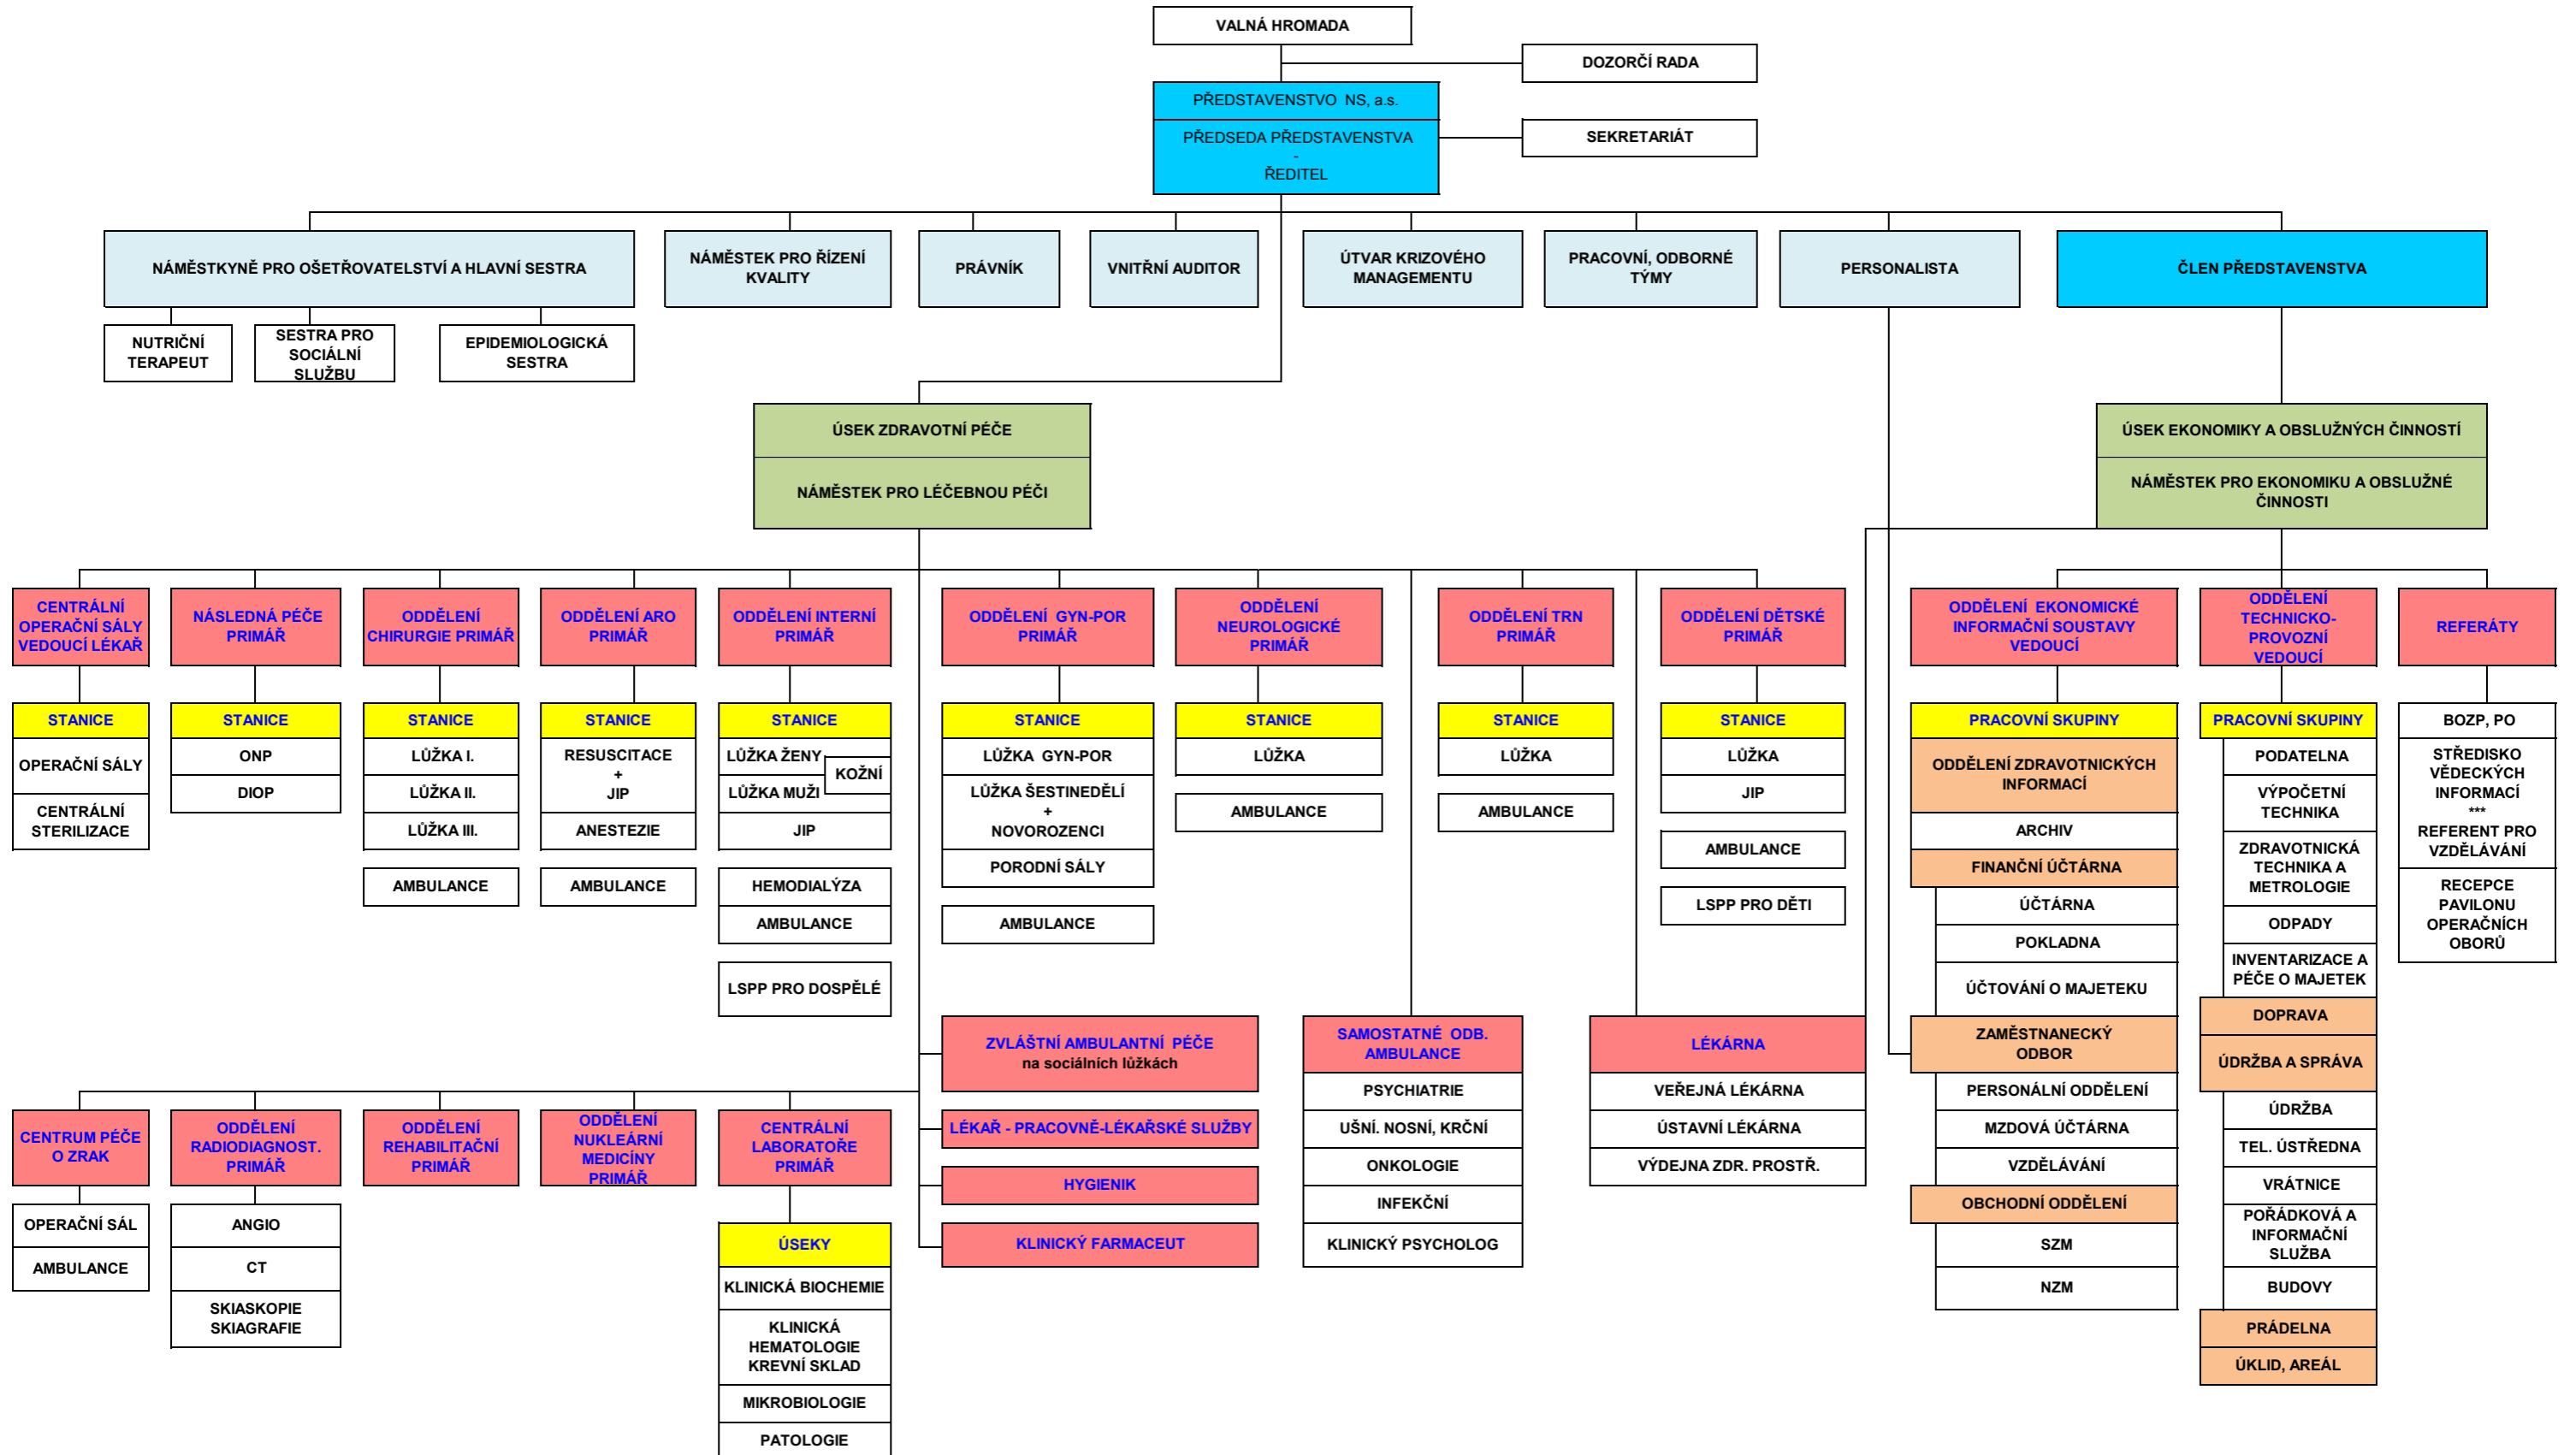 VALNÁ HROMADA
DOZORČÍ RADA
PŘEDSTAVENSTVO NS, a.s.
PŘEDSEDA PŘEDSTAVENSTVA
-
ŘEDITEL
SEKRETARIÁT
NÁMĚSTKYNĚ PRO OŠETŘOVATELSTVÍ A HLAVNÍ SESTRA
NÁMĚSTEK PRO ŘÍZENÍ
KVALITY
PRÁVNÍK
VNITŘNÍ AUDITOR
ÚTVAR KRIZOVÉHO
MANAGEMENTU
PRACOVNÍ, ODBORNÉ
TÝMY
PERSONALISTA
ČLEN PŘEDSTAVENSTVA
NUTRIČNÍ
TERAPEUT
SESTRA PRO
SOCIÁLNÍ
SLUŽBU
EPIDEMIOLOGICKÁ
SESTRA
ÚSEK ZDRAVOTNÍ PÉČE
NÁMĚSTEK PRO LÉČEBNOU PÉČI
ÚSEK EKONOMIKY A OBSLUŽNÝCH ČINNOSTÍ
NÁMĚSTEK PRO EKONOMIKU A OBSLUŽNÉ
ČINNOSTI
CENTRÁLNÍ
OPERAČNÍ SÁLY
VEDOUCÍ LÉKAŘ
NÁSLEDNÁ PÉČE
PRIMÁŘ
ODDĚLENÍ
CHIRURGIE PRIMÁŘ
ODDĚLENÍ ARO
PRIMÁŘ
ODDĚLENÍ INTERNÍ
PRIMÁŘ
ODDĚLENÍ GYN-POR
PRIMÁŘ
ODDĚLENÍ
NEUROLOGICKÉ
PRIMÁŘ
ODDĚLENÍ TRN
PRIMÁŘ
ODDĚLENÍ DĚTSKÉ
PRIMÁŘ
ODDĚLENÍ EKONOMICKÉ
INFORMAČNÍ SOUSTAVY
VEDOUCÍ
ODDĚLENÍ
TECHNICKO-
PROVOZNÍ
VEDOUCÍ
REFERÁTY
STANICE
OPERAČNÍ SÁLY
CENTRÁLNÍ
STERILIZACE
STANICE
ONP
DIOP
STANICE
LŮŽKA I.
LŮŽKA II.
LŮŽKA III.
AMBULANCE
STANICE
RESUSCITACE
+
JIP
ANESTEZIE
AMBULANCE
STANICE
LŮŽKA ŽENY
KOŽNÍ
LŮŽKA MUŽI
JIP
HEMODIALÝZA
AMBULANCE
LSPP PRO DOSPĚLÉ
STANICE
LŮŽKA GYN-POR
LŮŽKA ŠESTINEDĚLÍ
+
NOVOROZENCI
PORODNÍ SÁLY
AMBULANCE
STANICE
LŮŽKA
AMBULANCE
STANICE
LŮŽKA
AMBULANCE
STANICE
LŮŽKA
JIP
AMBULANCE
LSPP PRO DĚTI
PRACOVNÍ SKUPINY
ODDĚLENÍ ZDRAVOTNICKÝCH
INFORMACÍ
ARCHIV
FINANČNÍ ÚČTÁRNA
ÚČTÁRNA
POKLADNA
ÚČTOVÁNÍ O MAJETEKU
ZAMĚSTNANECKÝ
ODBOR
PERSONÁLNÍ ODDĚLENÍ
MZDOVÁ ÚČTÁRNA
VZDĚLÁVÁNÍ
OBCHODNÍ ODDĚLENÍ
SZM
NZM
PRACOVNÍ SKUPINY
PODATELNA
VÝPOČETNÍ
TECHNIKA
ZDRAVOTNICKÁ
TECHNIKA A
METROLOGIE
ODPADY
INVENTARIZACE A
PÉČE O MAJETEK
DOPRAVA
ÚDRŽBA A SPRÁVA
ÚDRŽBA
TEL. ÚSTŘEDNA
VRÁTNICE
POŘÁDKOVÁ A
INFORMAČNÍ
SLUŽBA
BUDOVY
PRÁDELNA
ÚKLID, AREÁL
BOZP, PO
STŘEDISKO
VĚDECKÝCH
INFORMACÍ
***
REFERENT PRO
VZDĚLÁVÁNÍ
RECEPCE
PAVILONU
OPERAČNÍCH
OBORŮ
ZVLÁŠTNÍ AMBULANTNÍ PÉČE
na sociálních lůžkách
LÉKAŘ - PRACOVNĚ-LÉKAŘSKÉ SLUŽBY
HYGIENIK
KLINICKÝ FARMACEUT
SAMOSTATNÉ ODB.
AMBULANCE
PSYCHIATRIE
UŠNÍ. NOSNÍ, KRČNÍ
ONKOLOGIE
INFEKČNÍ
KLINICKÝ PSYCHOLOG
LÉKÁRNA
VEŘEJNÁ LÉKÁRNA
ÚSTAVNÍ LÉKÁRNA
VÝDEJNA ZDR. PROSTŘ.
CENTRUM PÉČE
O ZRAK
OPERAČNÍ SÁL
AMBULANCE
ODDĚLENÍ
RADIODIAGNOST.
PRIMÁŘ
ANGIO
CT
SKIASKOPIE
SKIAGRAFIE
ODDĚLENÍ
REHABILITAČNÍ
PRIMÁŘ
ODDĚLENÍ
NUKLEÁRNÍ
MEDICÍNY
PRIMÁŘ
CENTRÁLNÍ
LABORATOŘE
PRIMÁŘ
ÚSEKY
KLINICKÁ BIOCHEMIE
KLINICKÁ
HEMATOLOGIE
KREVNÍ SKLAD
MIKROBIOLOGIE
PATOLOGIE